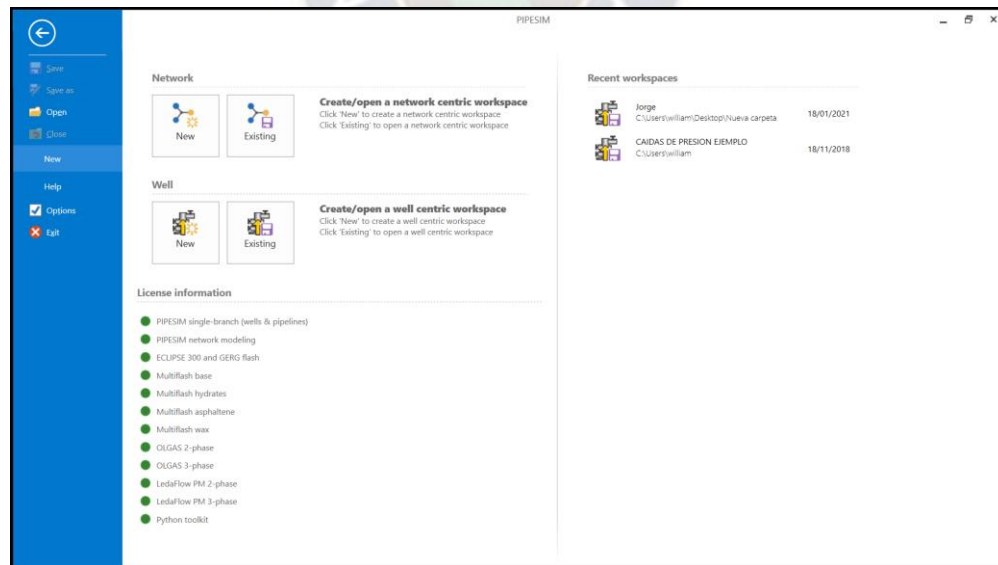 PIPESIM
Save
Save as
Open
Close
New
Help
Options
Exit
Network
New
Existing
Create/open a network centric workspace
Click 'New' to create a network centric workspace
Click 'Existing' to open a network centric workspace
Well
New
Existing
Create/open a well centric workspace
Click 'New' to create a well centric workspace
Click 'Existing' to open a well centric workspace
License information
PIPESIM single-branch (wells & pipelines)
PIPESIM network modeling
ECLIPSE 300 and GERG flash
Multiflash base
Multiflash hydrates
Multiflash asphaltene
Multiflash wax
OLGAS 2-phase
OLGAS 3-phase
LedaFlow PM 2-phase
LedaFlow PM 3-phase
Python toolkit
Recent workspaces
Jorge
C:\Users\william\Desktop\Nueva carpeta
18/01/2021
CAIDAS DE PRESION EJEMPLO
C:\Users\william
18/11/2018